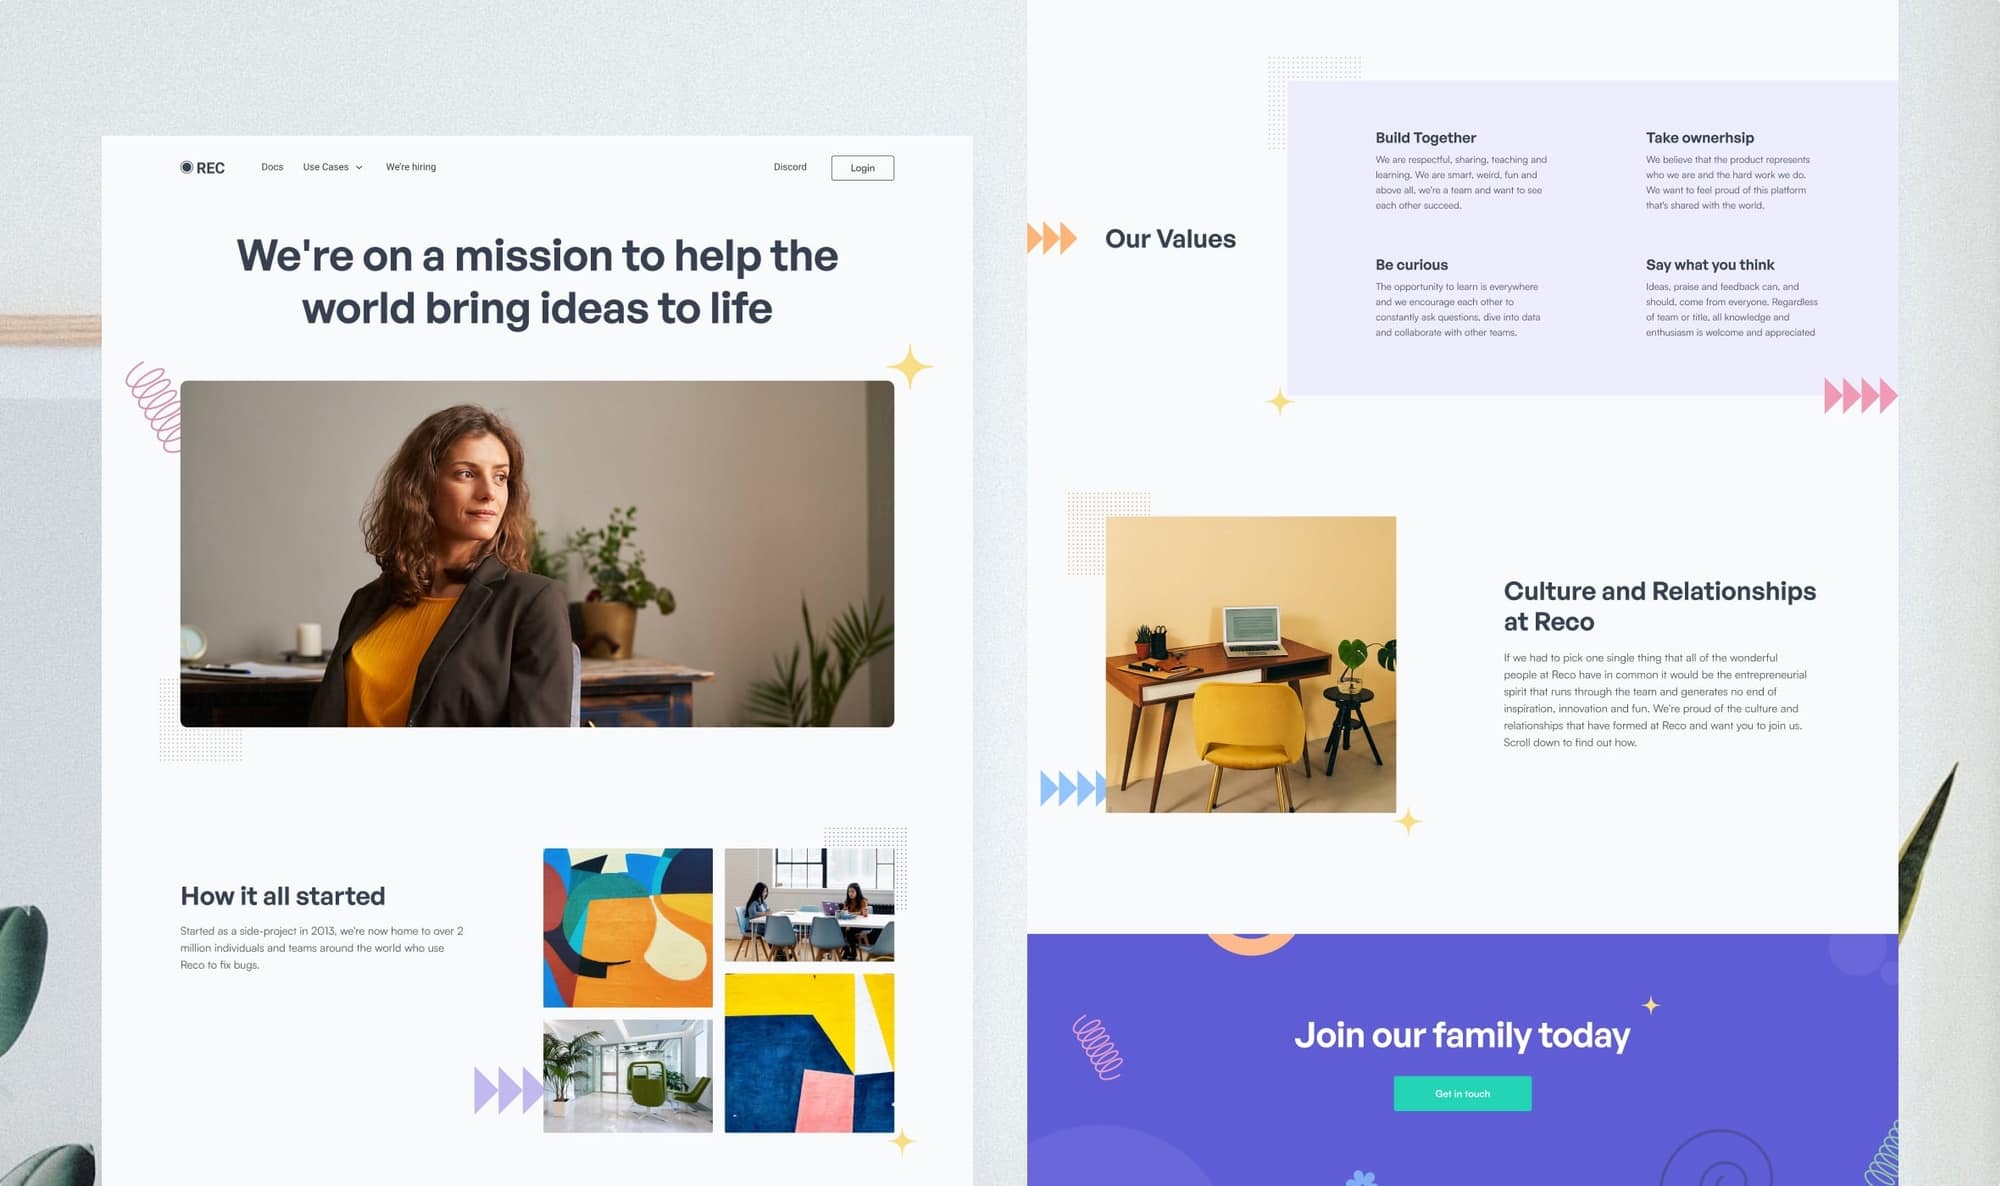 REC
Docs
Use Cases
We're hiring
Discord
Login
We're on a mission to help the
world bring ideas to life
How it all started
Started as a side-project in 2013, we're now home to over 2
million individuals and teams around the world who use
Reco to fix bugs.
Our Values
Build Together
We are respectful, sharing, teaching and
learning. We are smart, weird, fun and
above all, we're a team and want to see
each other succeed.
Take ownerhsip
We believe that the product represents
who we are and the hard work we do.
We want to feel proud of this platform
that's shared with the world.
Be curious
The opportunity to learn is everywhere
and we encourage each other to
constantly ask questions, dive into data
and collaborate with other teams.
Say what you think
Ideas, praise and feedback can, and
should, come from everyone. Regardless
of team or title, all knowledge and
enthusiasm is welcome and appreciated
Culture and Relationships
at Reco
If we had to pick one single thing that all of the wonderful
people at Reco have in common it would be the entrepreneurial
spirit that runs through the team and generates no end of
inspiration, innovation and fun. We're proud of the culture and
relationships that have formed at Reco and want you to join us.
Scroll down to find out how.
Join our family today
Get in touch